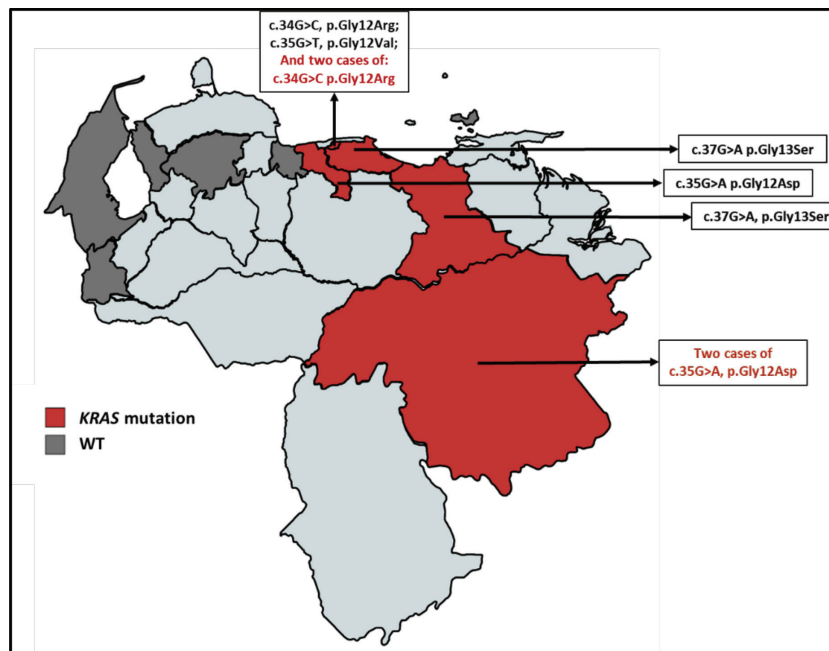 c.34G>C, p.Gly12Arg;
c.35G>T, p.Gly12Val;
And two cases of:
c.34G>C p.Gly12Arg
c.37G>A p.Gly13Ser
c.35G>A p.Gly12Asp
c.37G>A, p.Gly13Ser
Two cases of
c.35G>A, p.Gly12Asp
KRAS mutation
WT